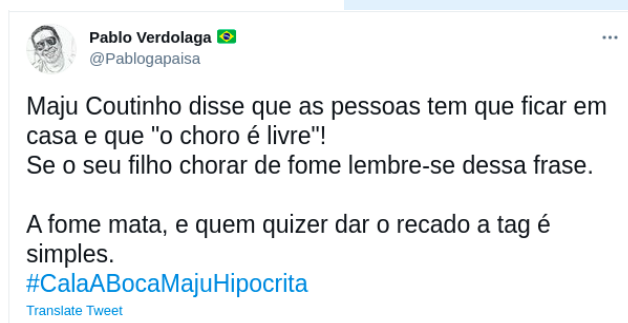 Pablo Verdolaga 🇧🇷
@Pablogapaisa
Maju Coutinho disse que as pessoas tem que ficar em
casa e que "o choro é livre"!
Se o seu filho chorar de fome lembre-se dessa frase.
A fome mata, e quem quizer dar o recado a tag é
simples.
#CalaABocaMajuHipocrita
Translate Tweet